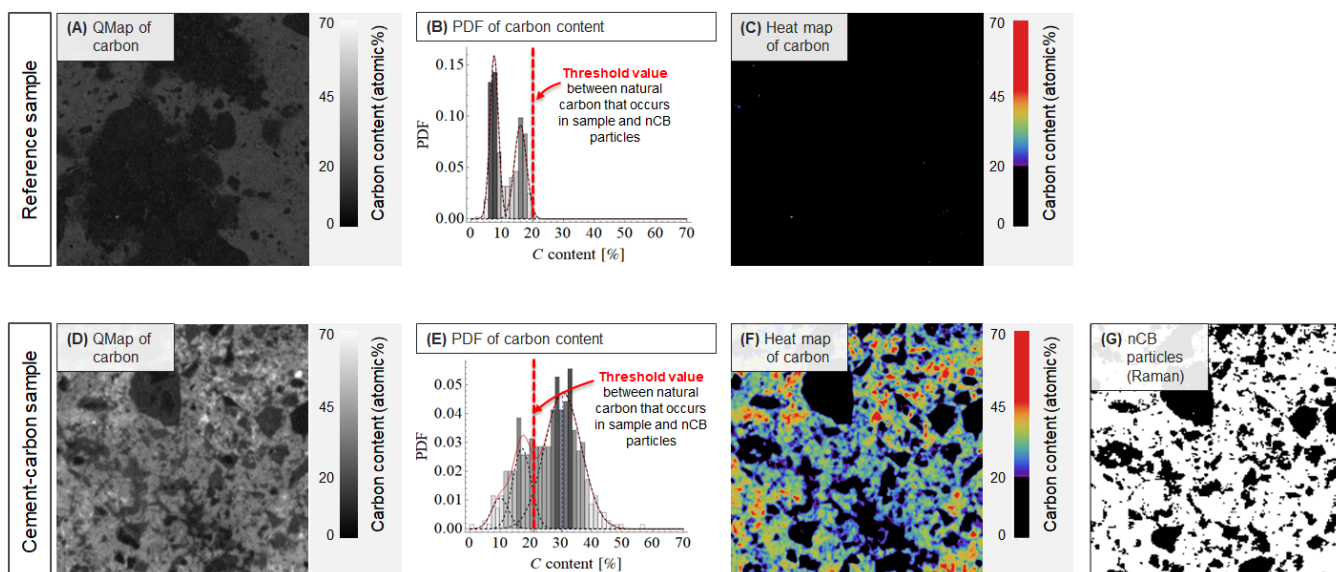 Reference sample
(A) QMap of
carbon
70
45
20
0
Carbon content (atomic%)
(B) PDF of carbon content
Threshold value
between natural
carbon that occurs
in sample and nCB
particles
PDF
0.15
0.10
0.05
0.00
0 10 20 30 40 50 60 70
C content [%]
(C) Heat map
of carbon
70
45
20
0
Carbon content (atomic%)
Cement-carbon sample
(D) QMap of
carbon
70
45
20
0
Carbon content (atomic%)
(E) PDF of carbon content
Threshold value
between natural
carbon that occurs
in sample and nCB
particles
PDF
0.05
0.04
0.03
0.02
0.01
0.00
0 10 20 30 40 50 60 70
C content [%]
(F) Heat map
of carbon
70
45
20
0
Carbon content (atomic%)
(G) nCB
particles
(Raman)